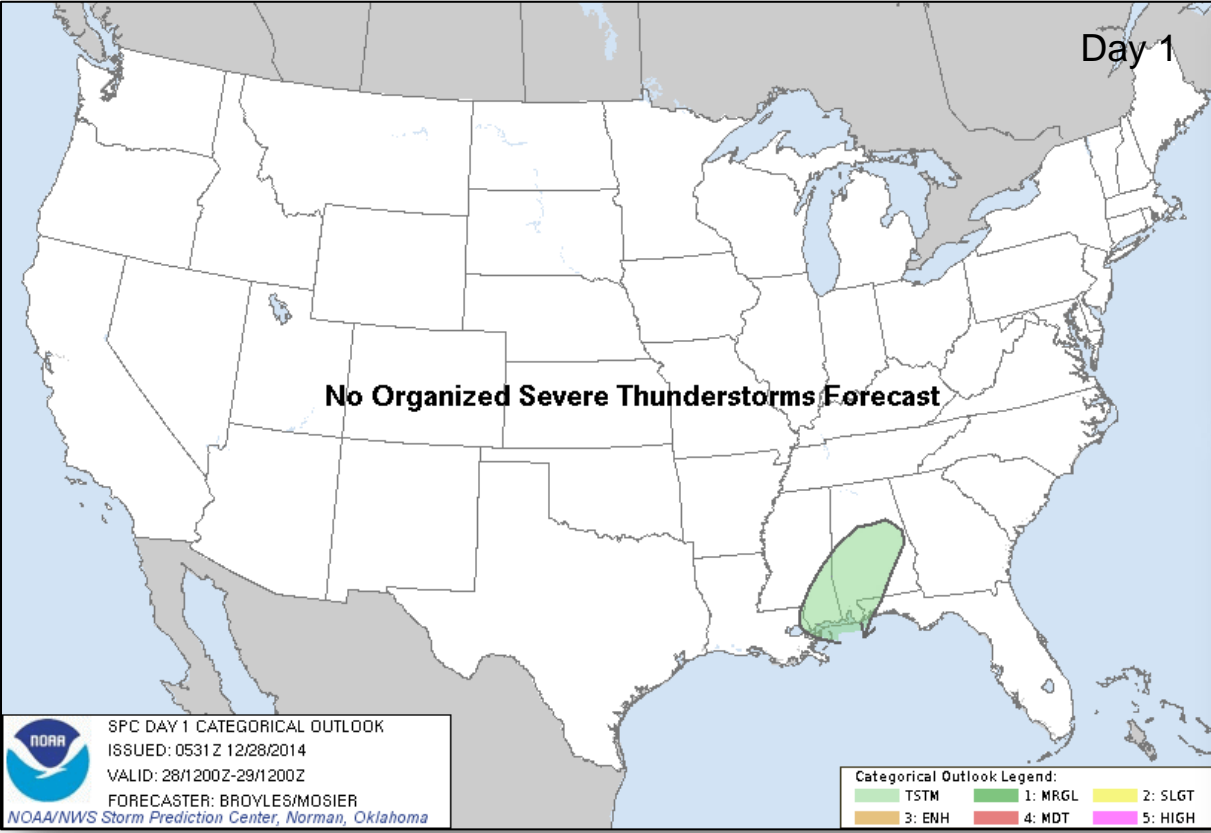 Day 1
No Organized Severe Thunderstorms Forecast
NOAA
SPC DAY 1 CATEGORICAL OUTLOOK
ISSUED: 0531Z 12/28/2014
VALID: 28/1200Z-29/1200Z
FORECASTER: BROYLES/MOSIER
NOAA/NWS Storm Prediction Center, Norman, Oklahoma
Categorical Outlook Legend:
TSTM 1: MRGL 2: SLGT
3: ENH 4: MDT 5: HIGH